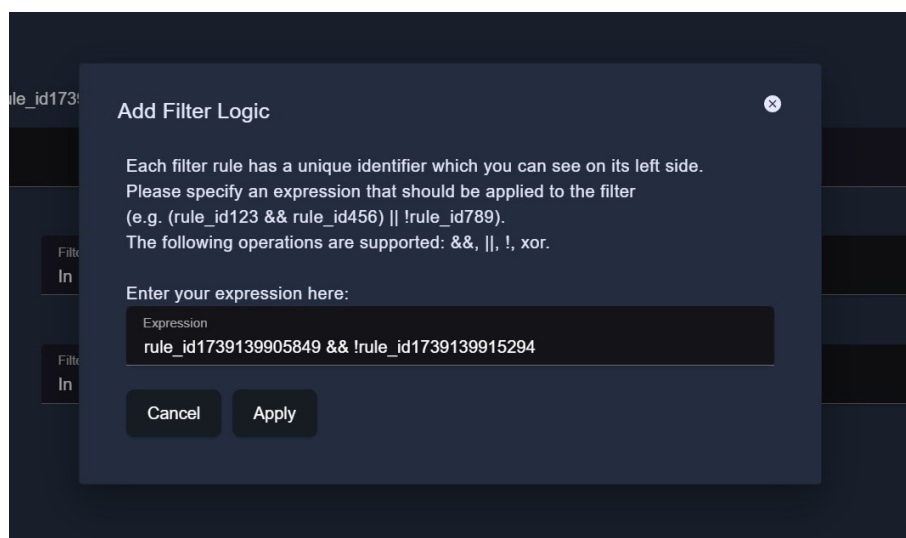 Add Filter Logic
Each filter rule has a unique identifier which you can see on its left side.
Please specify an expression that should be applied to the filter
(e.g. (rule_id123 && rule_id456) || !rule_id789).
The following operations are supported: &&, ||, !, xor.
Enter your expression here:
Expression
rule_id1739139905849 && !rule_id1739139915294
Cancel
Apply
In
In